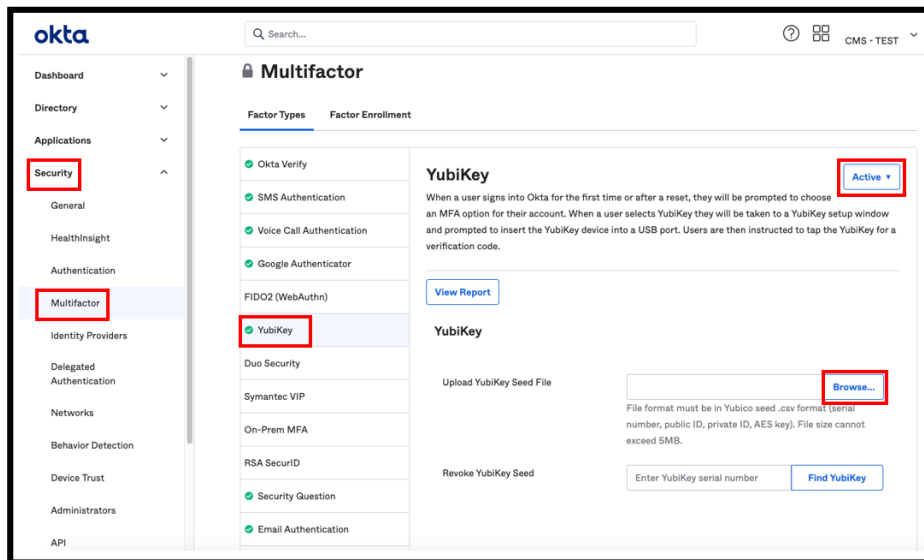 okta
Search...
CMS - TEST
Dashboard
Directory
Applications
Security
General
HealthInsight
Authentication
Multifactor
Identity Providers
Delegated
Authentication
Networks
Behavior Detection
Device Trust
Administrators
API
Multifactor
Factor Types
Factor Enrollment
Okta Verify
SMS Authentication
Voice Call Authentication
Google Authenticator
FIDO2 (WebAuthn)
YubiKey
Duo Security
Symantec VIP
On-Prem MFA
RSA SecurID
Security Question
Email Authentication
YubiKey
Active
When a user signs into Okta for the first time or after a reset, they will be prompted to choose
an MFA option for their account. When a user selects YubiKey they will be taken to a YubiKey setup window
and prompted to insert the YubiKey device into a USB port. Users are then instructed to tap the YubiKey for a
verification code.
View Report
YubiKey
Upload YubiKey Seed File
Browse...
File format must be in Yubico seed .csv format (serial
number, public ID, private ID, AES key). File size cannot
exceed 5MB.
Revoke YubiKey Seed
Enter YubiKey serial number
Find YubiKey